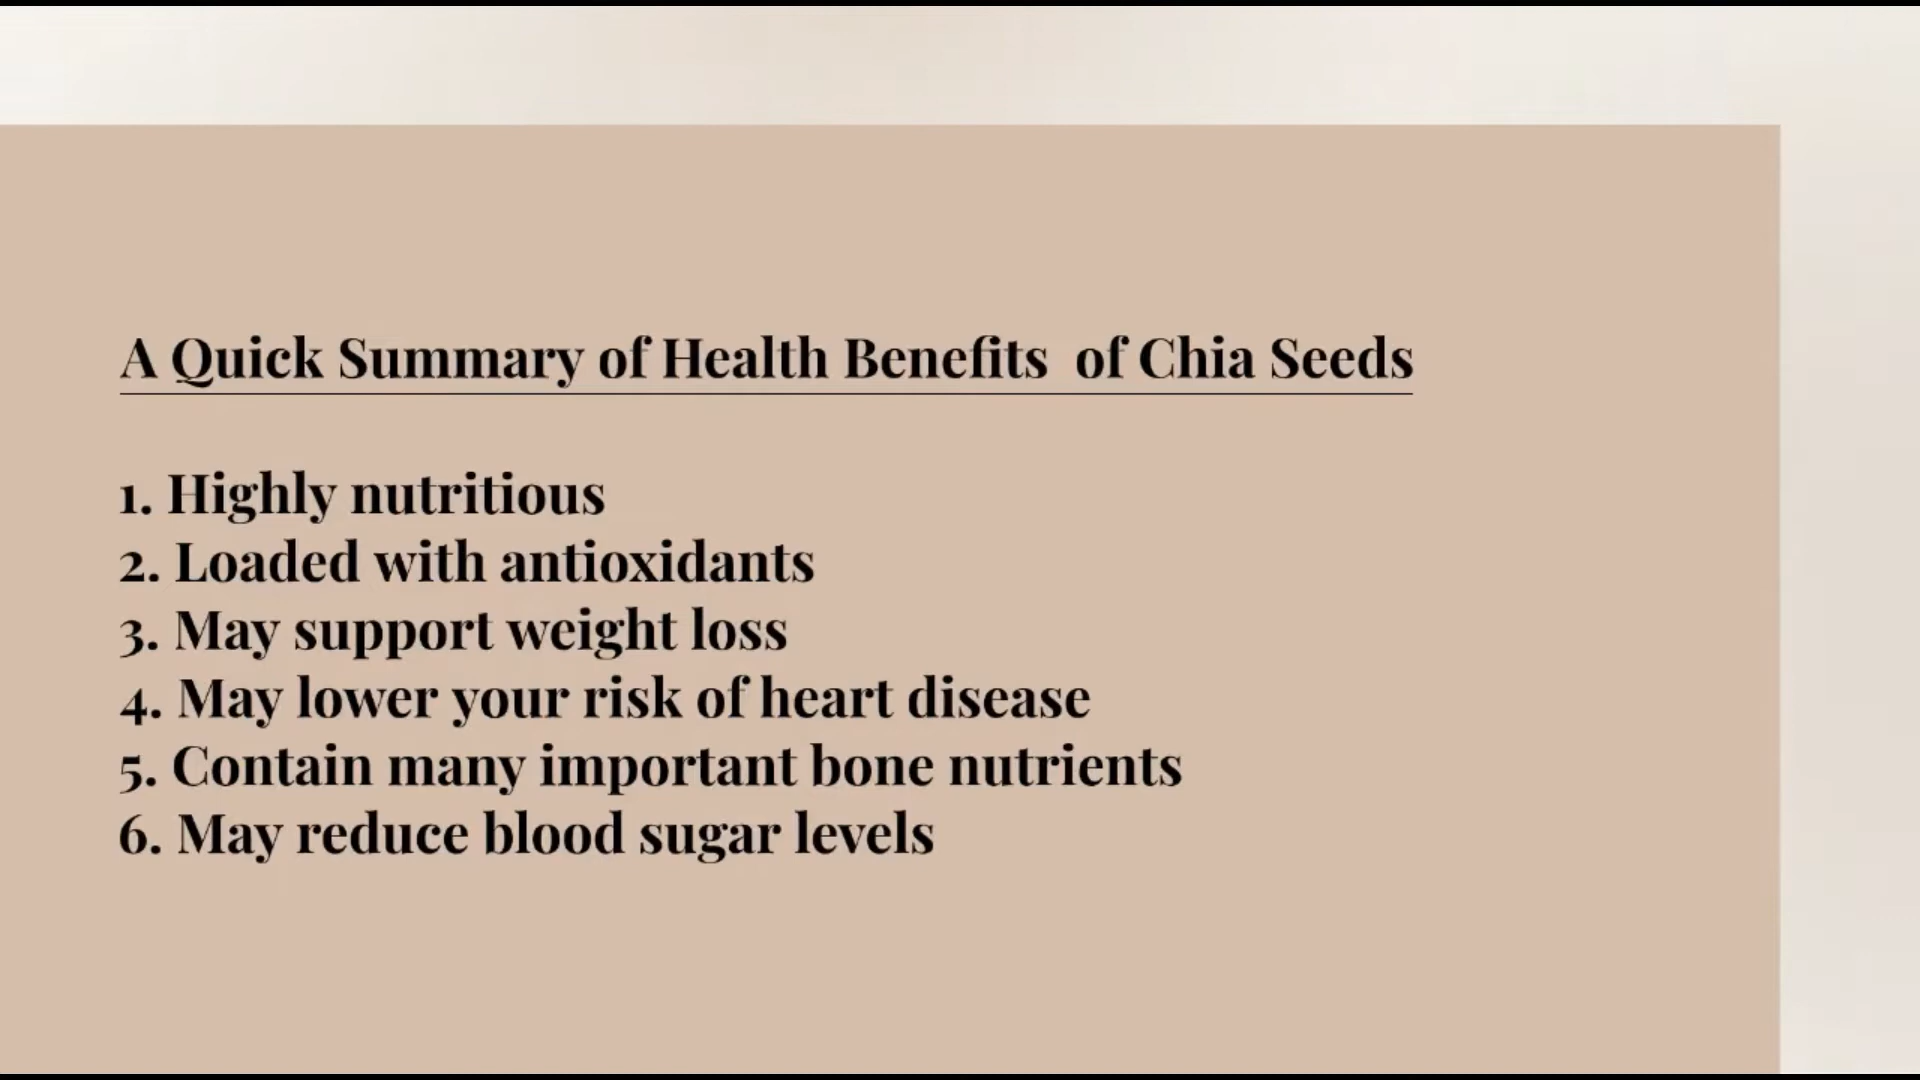 A Quick Summary of Health Benefits  of Chia Seeds
1. Highly nutritious
2. Loaded with antioxidants
3. May support weight loss
4. May lower your risk of heart disease
5. Contain many important bone nutrients
6. May reduce blood sugar levels